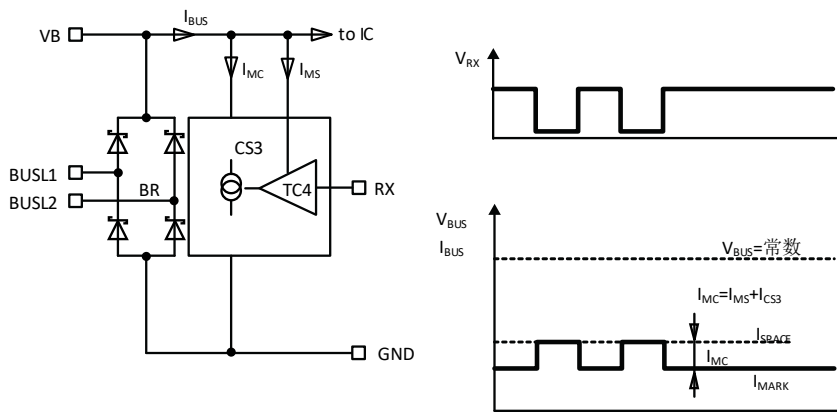 I_BUS
VB
to IC
I_MC
I_MS
CS3
TC4
RX
BUSL1
BUSL2
BR
GND
V_RX
V_BUS
I_BUS
V_BUS=常数
I_MC=I_MS+I_CS3
I_SPACE
I_MC
I_MARK